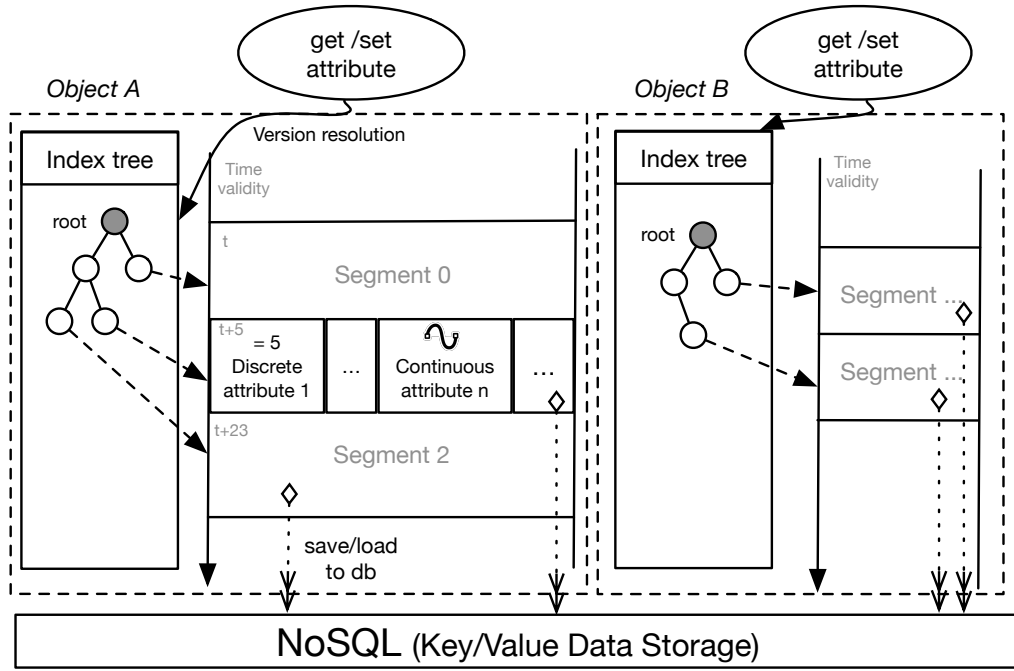 get /set
attribute
get /set
attribute
Object A
Object B
Version resolution
Index tree
Time
validity
root
t
Segment 0
t+5
= 5
Discrete
attribute 1
...
Continuous
attribute n
...
t+23
Segment 2
save/load
to db
Index tree
Time
validity
root
Segment ...
Segment ...
NoSQL (Key/Value Data Storage)